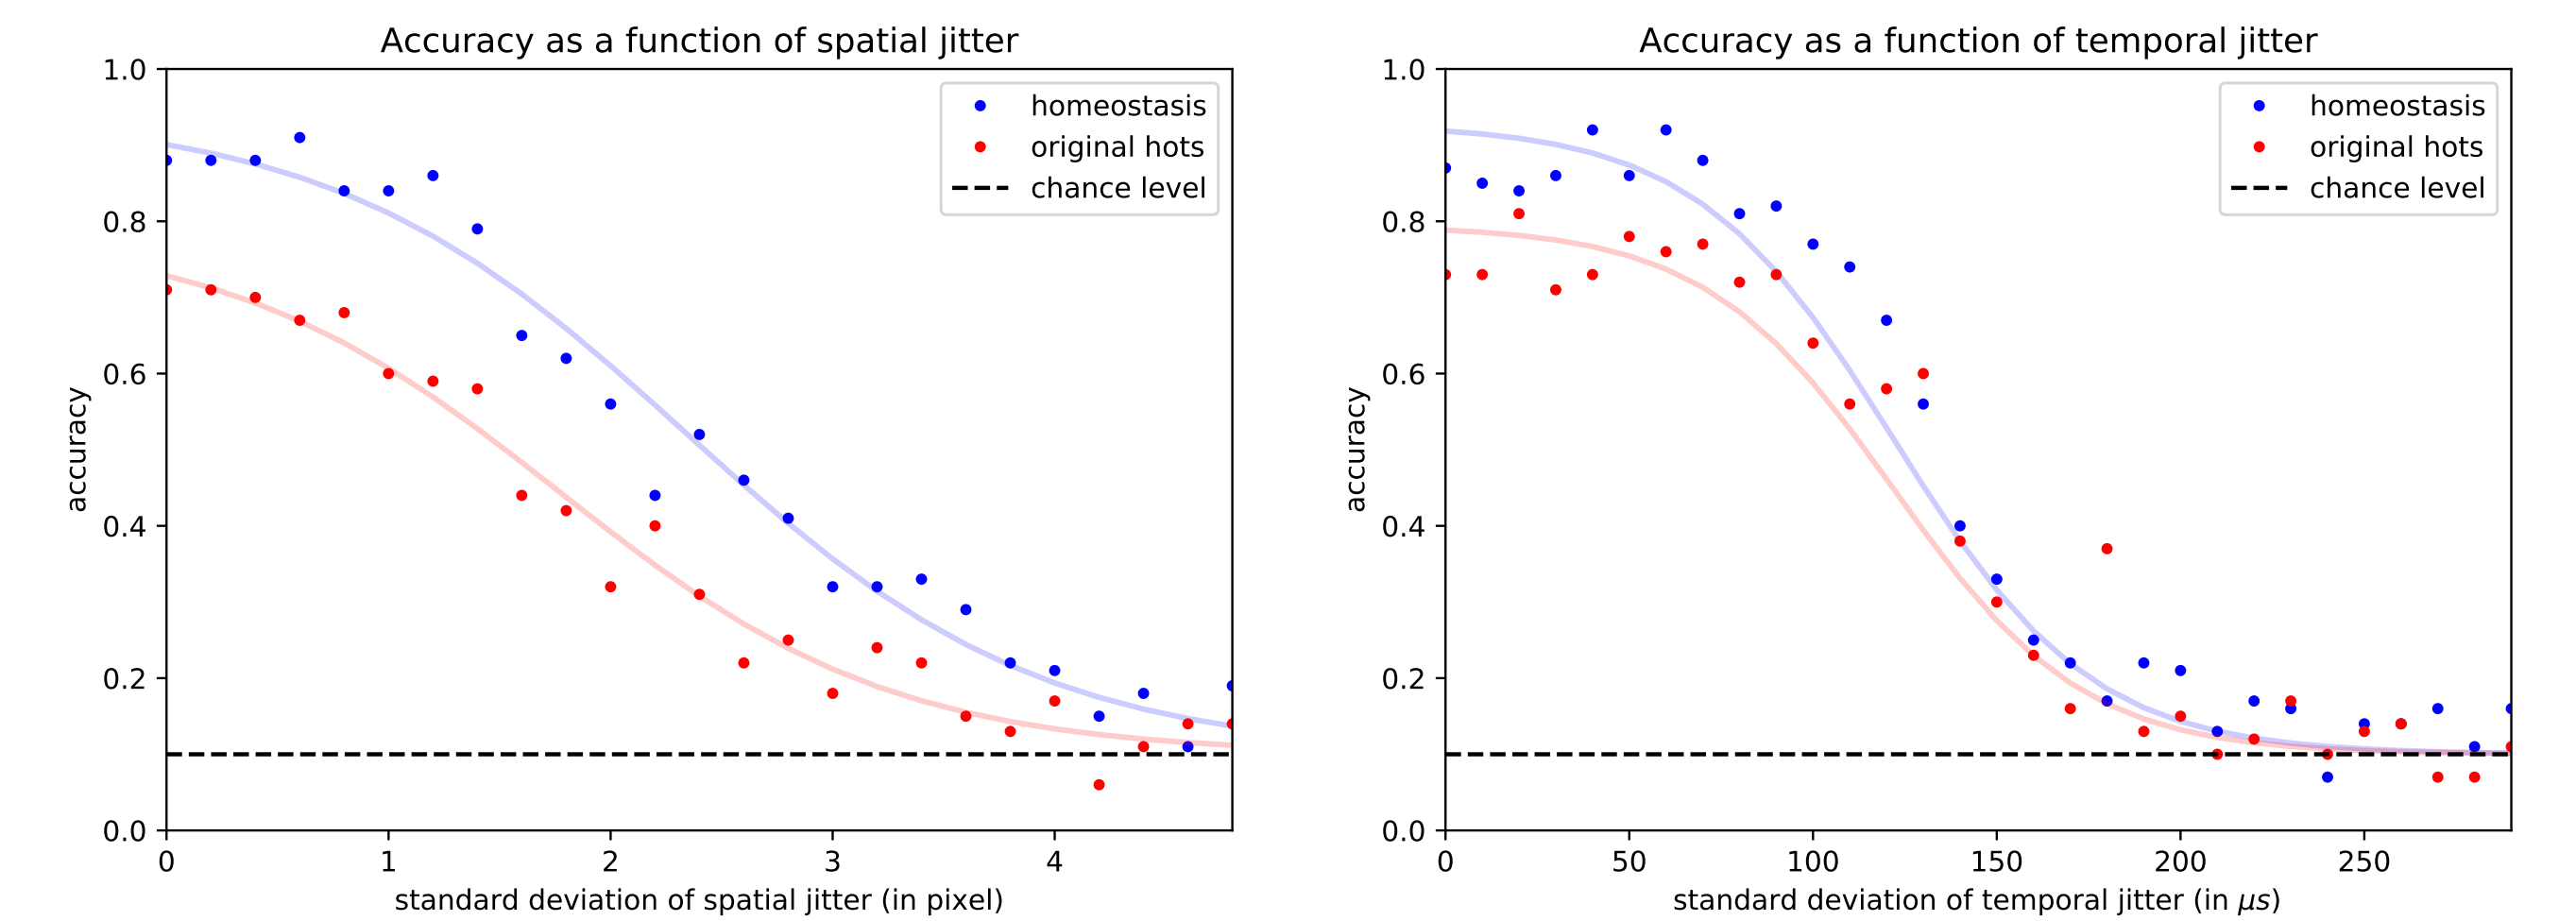 Accuracy as a function of spatial jitter
1.0
0.8
0.6
0.4
0.2
0.0
accuracy
homeostasis
original hots
chance level
0 1 2 3 4
standard deviation of spatial jitter (in pixel)
Accuracy as a function of temporal jitter
1.0
0.8
0.6
0.4
0.2
0.0
accuracy
homeostasis
original hots
chance level
0 50 100 150 200 250
standard deviation of temporal jitter (in μs)